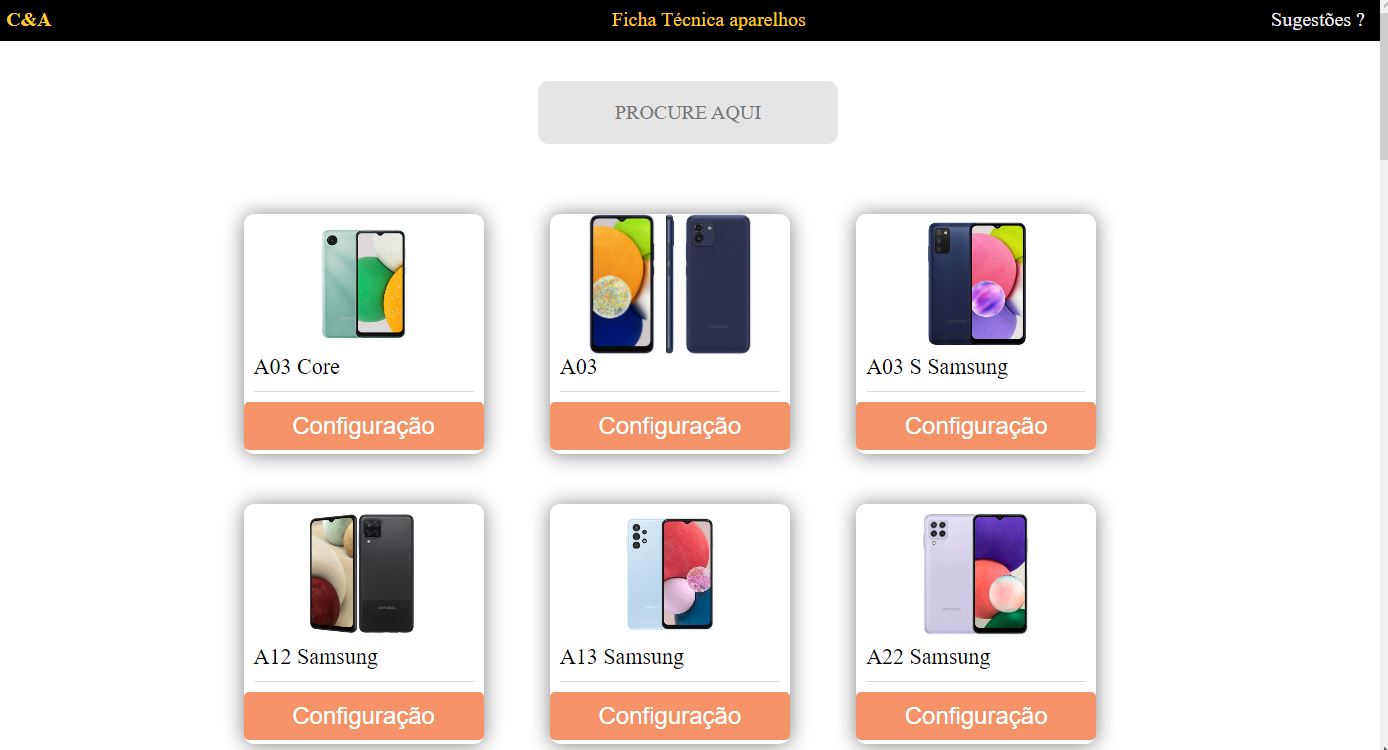 C&A
Ficha Técnica aparelhos
Sugestões ?
PROCURE AQUI
A03 Core
A03
A03 S Samsung
Configuração
Configuração
Configuração
A12 Samsung
A13 Samsung
A22 Samsung
Configuração
Configuração
Configuração